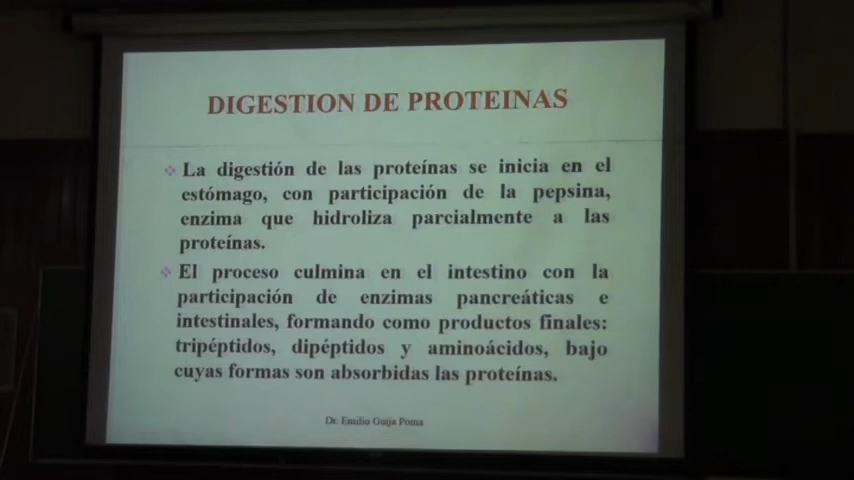 DIGESTION DE PROTEINAS
La digestión de las proteínas se inicia en el
estómago, con participación de la pepsina,
enzima que hidroliza parcialmente a las
proteínas.
El proceso culmina en el intestino con la
participación de enzimas pancreáticas e
intestinales, formando como productos finales:
tripéptidos, dipéptidos y aminoácidos, bajo
cuyas formas son absorbidas las proteínas.
Dr. Emilio Guija Poma